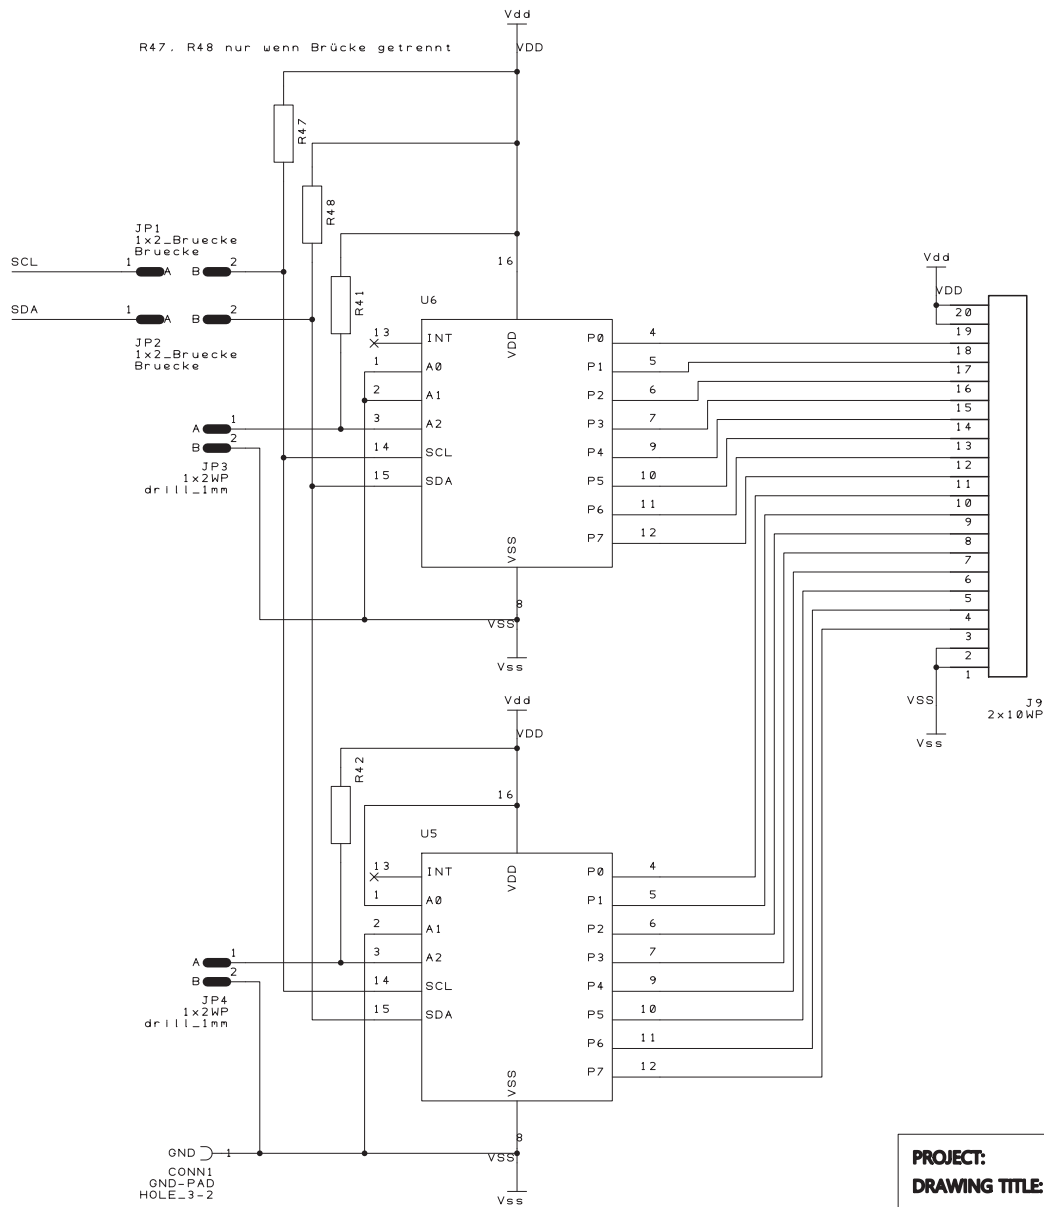 Vdd
R47, R48 nur wenn Brücke getrennt
VDD
R47
R48
JP1
1x2_Bruecke
Bruecke
SCL
1
A
B
2
16
Vdd
VDD
R41
U6
SDA
1
A
B
2
JP2
1x2_Bruecke
Bruecke
13
INT
VDD
P0
4
1
A0
P1
5
2
A1
P2
6
3
A2
P3
7
14
SCL
P4
9
15
SDA
P5
10
P6
11
P7
12
VSS
8
VSS
Vss
A
1
B
2
JP3
1x2WP
drill_1mm
20
19
18
17
16
15
14
13
12
11
10
9
8
7
6
5
4
3
2
1
VSS
Vss
J9
2x10WP
Vdd
VDD
R42
16
U5
13
INT
VDD
P0
4
1
A0
P1
5
2
A1
P2
6
3
A2
P3
7
14
SCL
P4
9
15
SDA
P5
10
P6
11
P7
12
VSS
8
VSS
Vss
A
1
B
2
JP4
1x2WP
drill_1mm
GND
1
CONN1
GND-PAD
HOLE_3-2
PROJECT:
DRAWING TITLE: